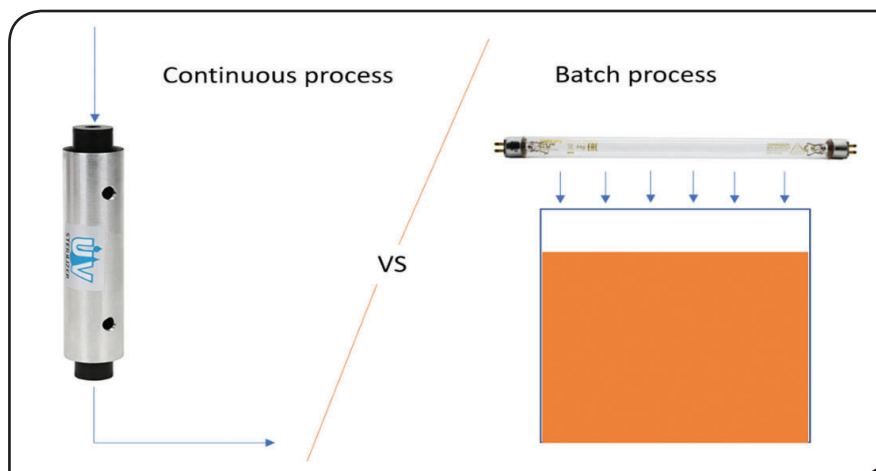 Continuous process
Batch process
VS
UV
STERILIZER